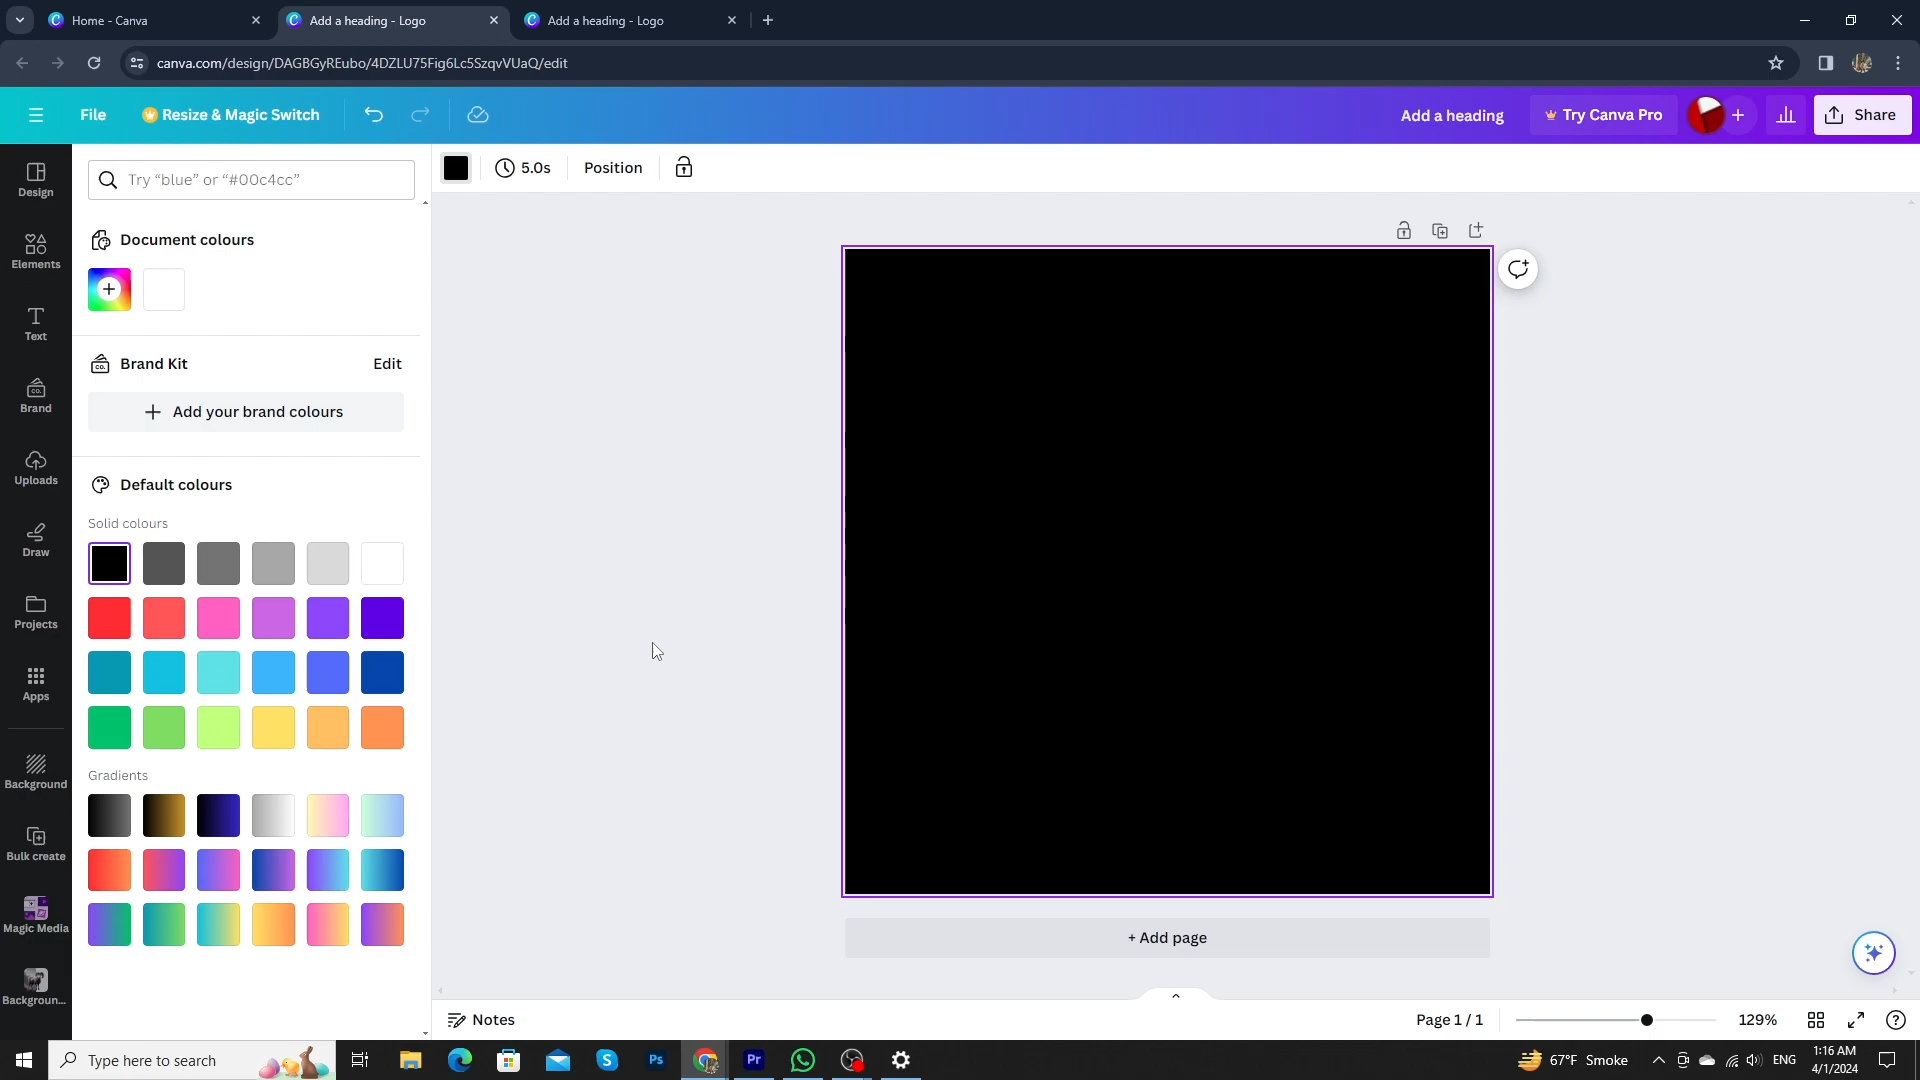 Home - Canva
Add a heading - Logo
Add a heading - Logo
canva.com/design/DAGBGyREubo/4DZLU75Fig6Lc5SzqvVUaQ/edit
File
Resize & Magic Switch
Add a heading
Try Canva Pro
Share
Design
Elements
Text
Brand
Uploads
Draw
Projects
Apps
Background
Bulk create
Magic Media
Backgroun...
Try “blue” or “#00c4cc”
Document colours
Brand Kit
Edit
Add your brand colours
Default colours
Solid colours
Gradients
5.0s
Position
+ Add page
Notes
Page 1 / 1
129%
Type here to search
67°F Smoke
ENG
1:16 AM
4/1/2024